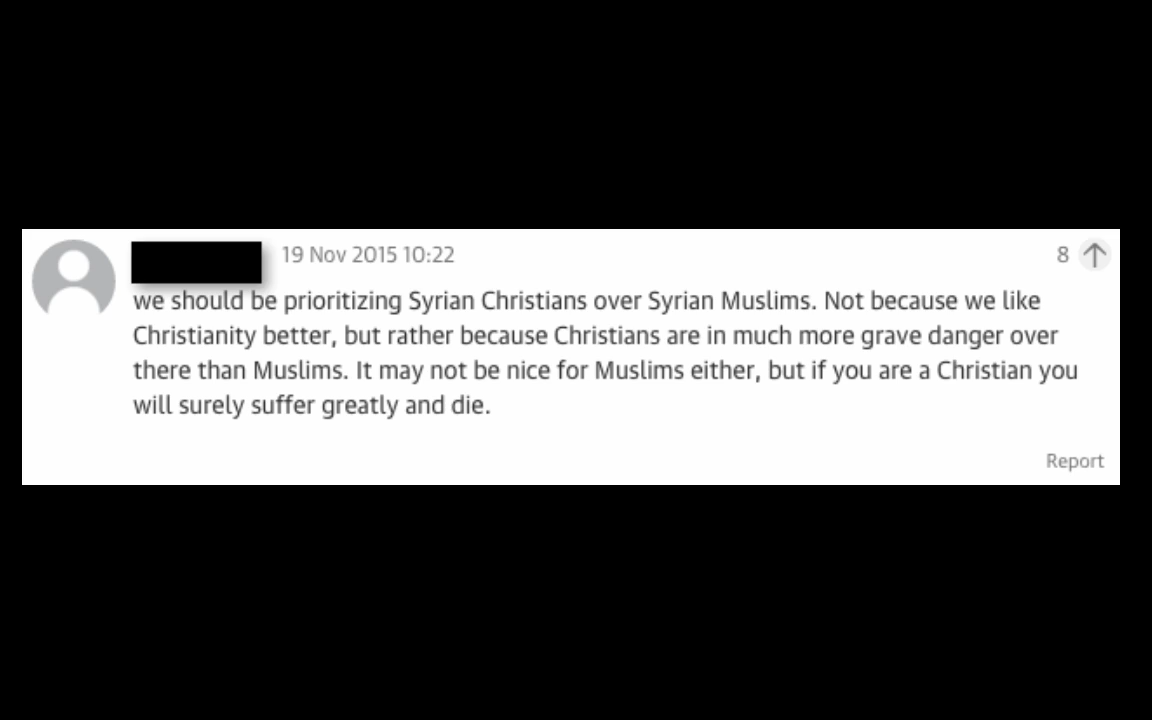 19 Nov 2015 10:22
8
we should be prioritizing Syrian Christians over Syrian Muslims. Not because we like
Christianity better, but rather because Christians are in much more grave danger over
there than Muslims. It may not be nice for Muslims either, but if you are a Christian you
will surely suffer greatly and die.
Report